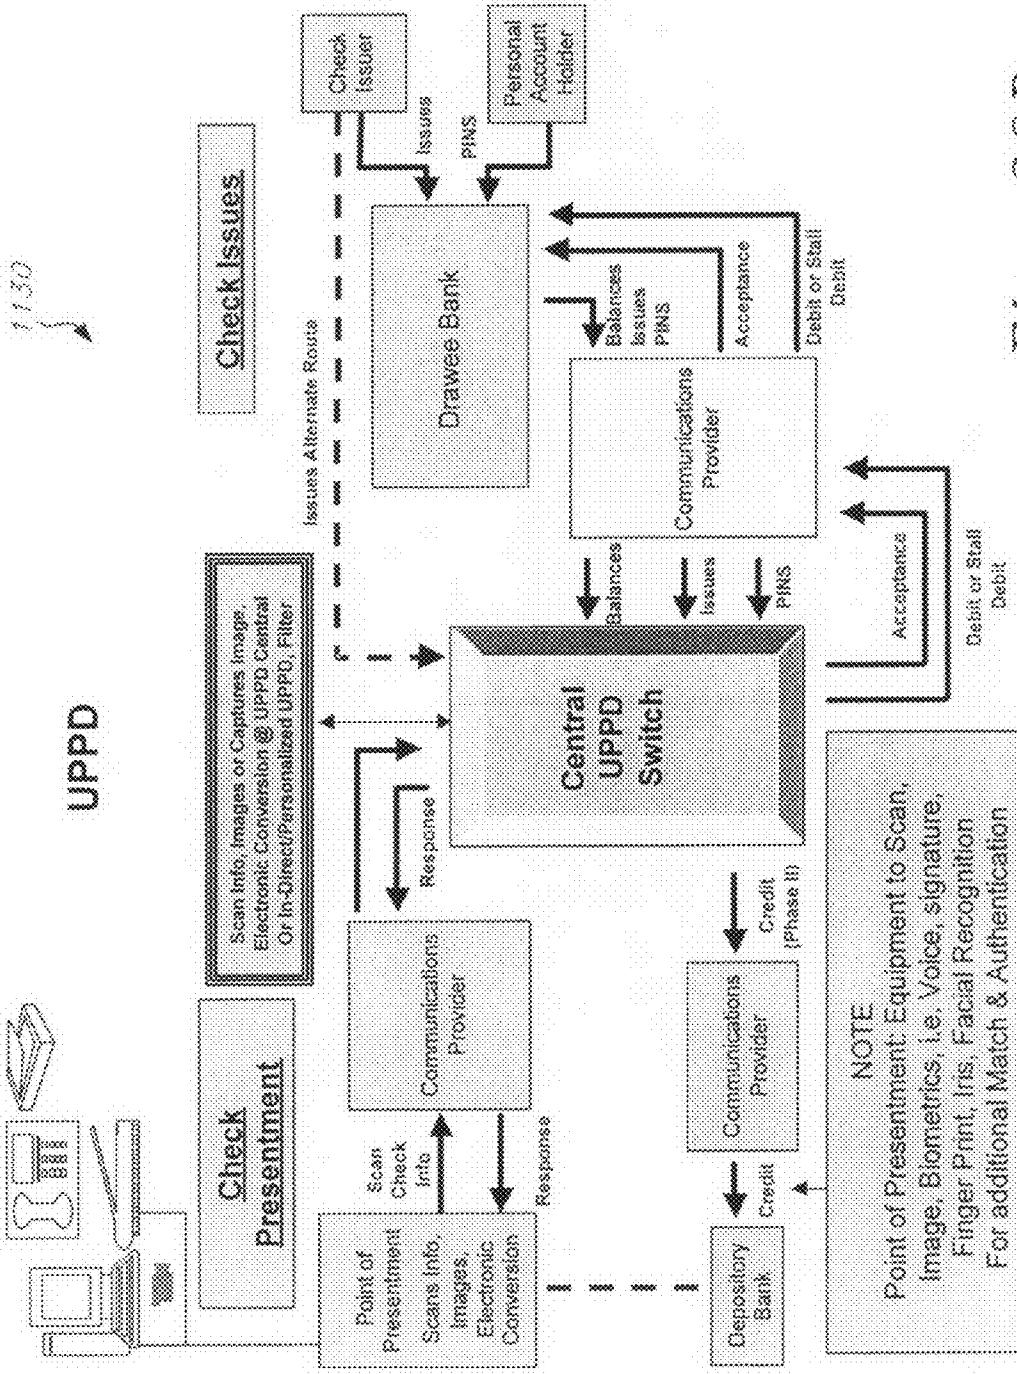 1130
UPPD
Check
Presentment
Scan Info, Images or Captures Image,
Electronic Conversion @ UPPD Central
Or In-Direct/Personalized UPPD, Filter
Check Issues
Issues Alternate Route
Check
Issuer
Issues
PINS
Personal
Account
Holder
Point of
Presentment
Scans Info,
Images,
Electronic
Conversion
Scan
Check
Info
Response
Communications
Provider
Response
Central
UPPD
Switch
Balances
Issues
PINS
Drawee Bank
Balances
Issues
PINS
Acceptance
Debit or Stall
Debit
Communications
Provider
Acceptance
Debit or Stall
Debit
Depository
Bank
Credit
Communications
Provider
Credit
(Phase II)
NOTE
Point of Presentment Equipment to Scan,
Image, Biometrics, i.e. Voice, signature,
Finger Print, Iris, Facial Recognition
For additional Match & Authentication